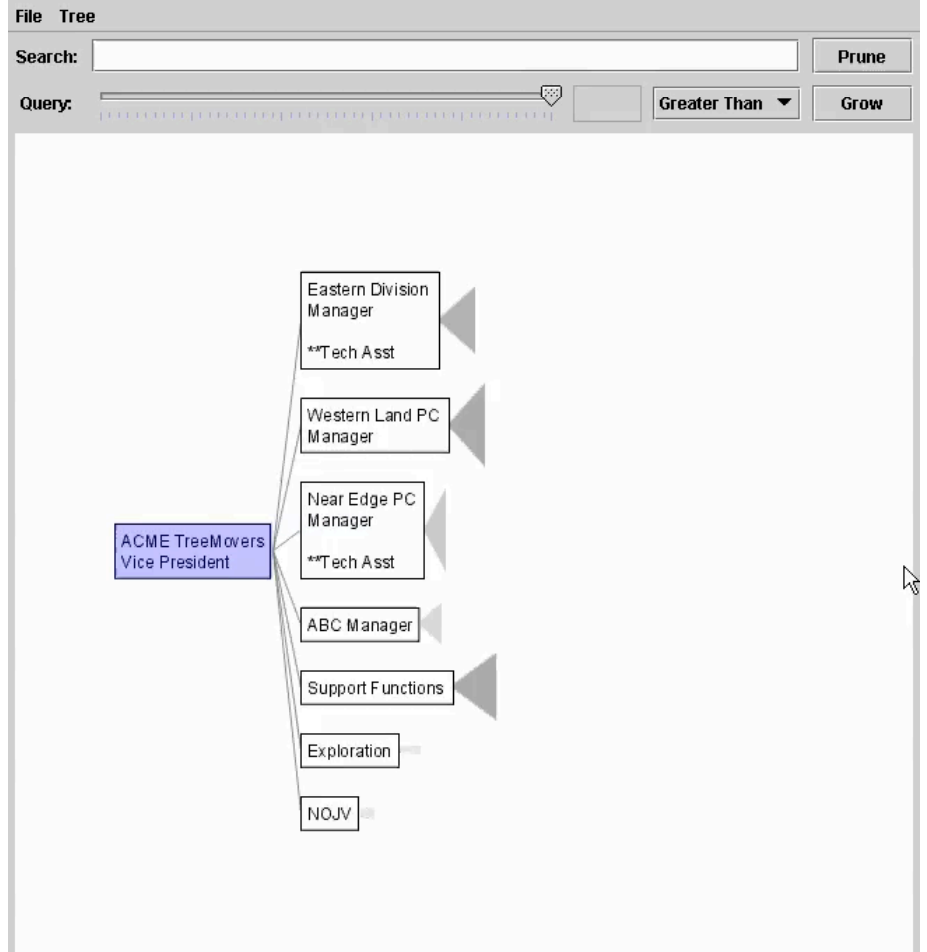 File Tree
Search: Prune
Query: Greater Than Grow
Eastern Division
Manager
**Tech Asst
Western Land PC
Manager
Near Edge PC
Manager
**Tech Asst
ACME TreeMovers
Vice President
ABC Manager
Support Functions
Exploration
NOJV